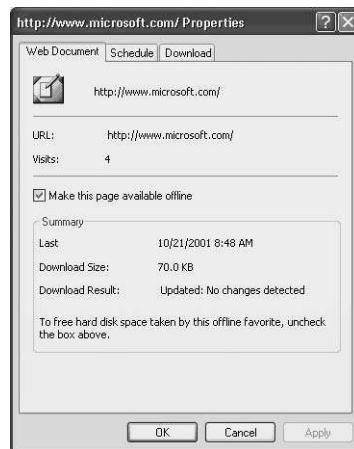 http://www.microsoft.com/ Properties
Web Document Schedule Download
http://www.microsoft.com/
URL: http://www.microsoft.com/
Visits: 4
Make this page available offline
Summary
Last 10/21/2001 8:48 AM
Download Size: 70.0 KB
Download Result: Updated: No changes detected
To free hard disk space taken by this offline favorite, uncheck
the box above.
OK Cancel Apply